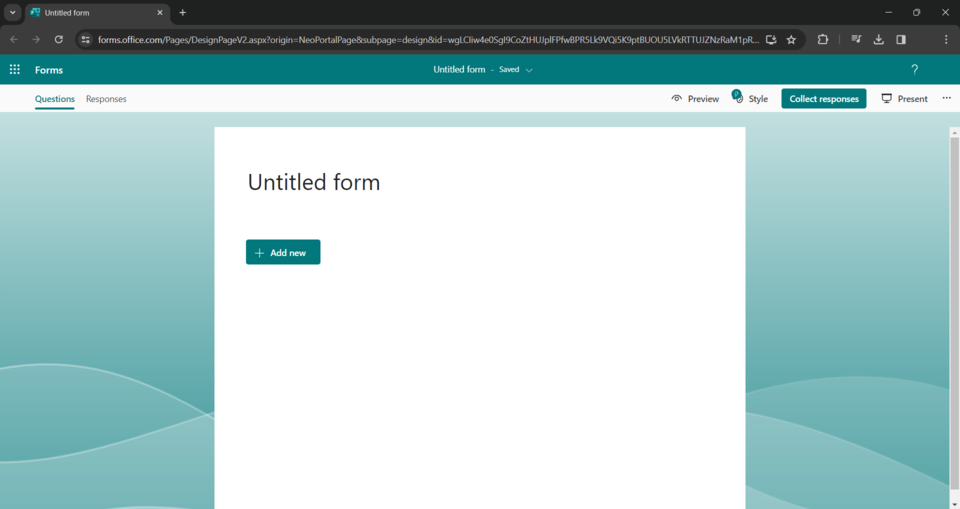 Untitled form
forms.office.com/Pages/DesignPageV2.aspx?origin=NeoPortalPage&subpage=design&id=wgLCliw4e0SgI9CoZtHUJplFPfwBPR5Lk9VQi5K9ptBUOU5LVkRTTUJZNzRaM1pR...
Forms
Untitled form - Saved
?
Questions Responses
Preview
Style
Collect responses
Present
Untitled form
Add new